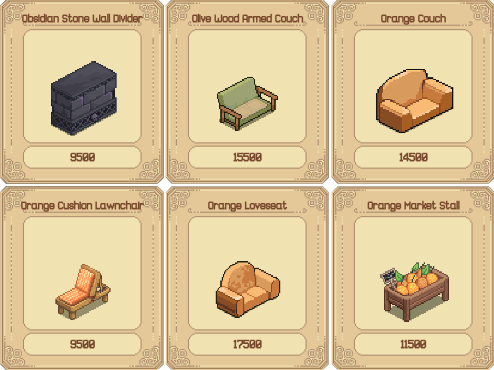 Obsidian Stone Wall Divider
9500
Olive Wood Armed Couch
15500
Orange Couch
14500
Orange Cushion Lawnchair
9500
Orange Loveseat
17500
Orange Market Stall
11500